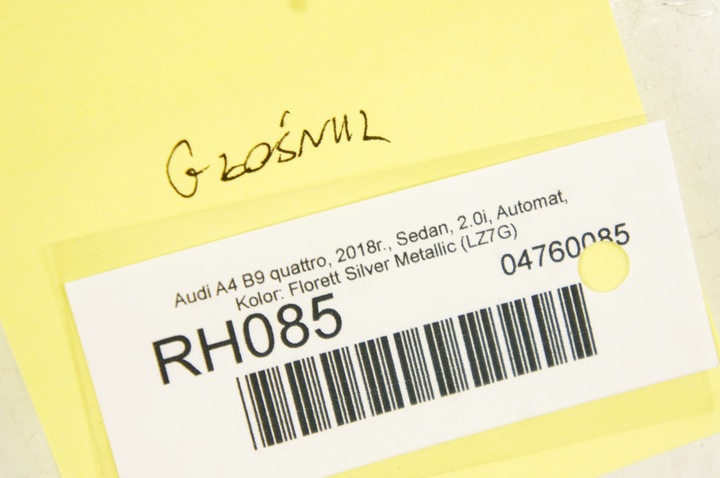 GŁOŚNIK
Audi A4 B9 quattro, 2018r., Sedan, 2.0i, Automat,
Kolor: Florett Silver Metallic (LZ7G)
04760085
RH085